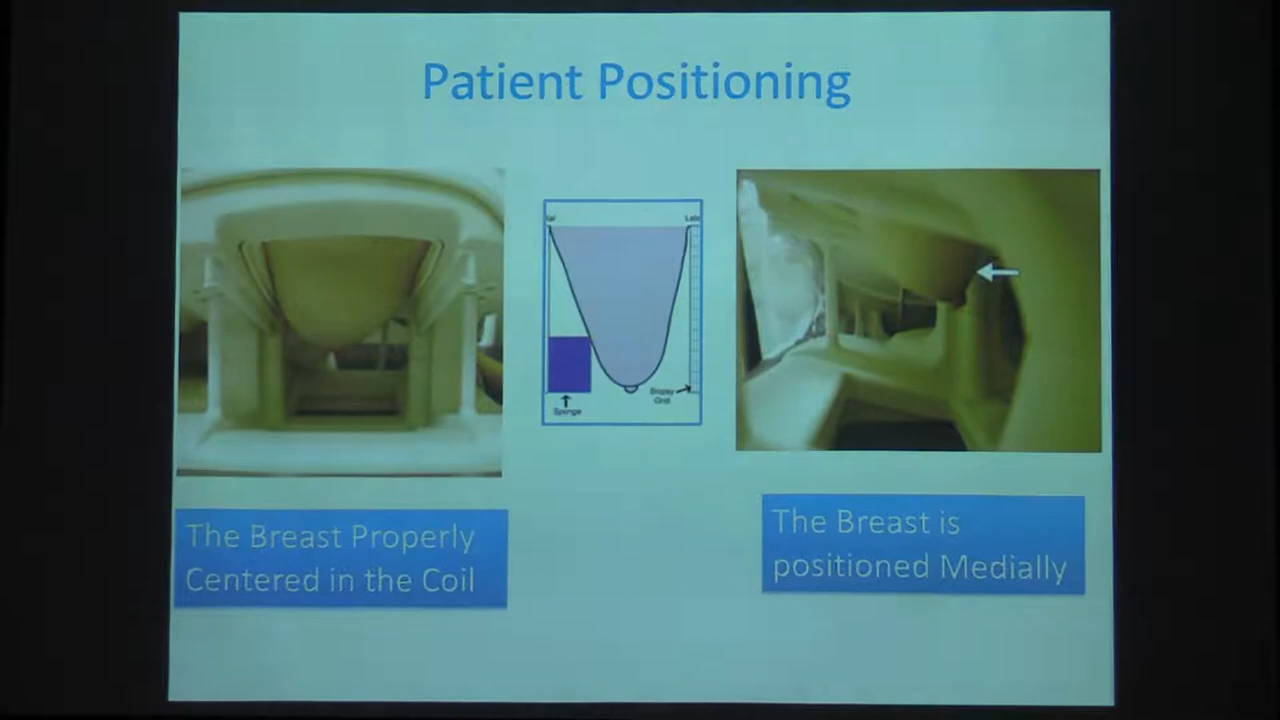 Patient Positioning
Sponge
Biopsy
Grid
The Breast Properly
Centered in the Coil
The Breast is
positioned Medially